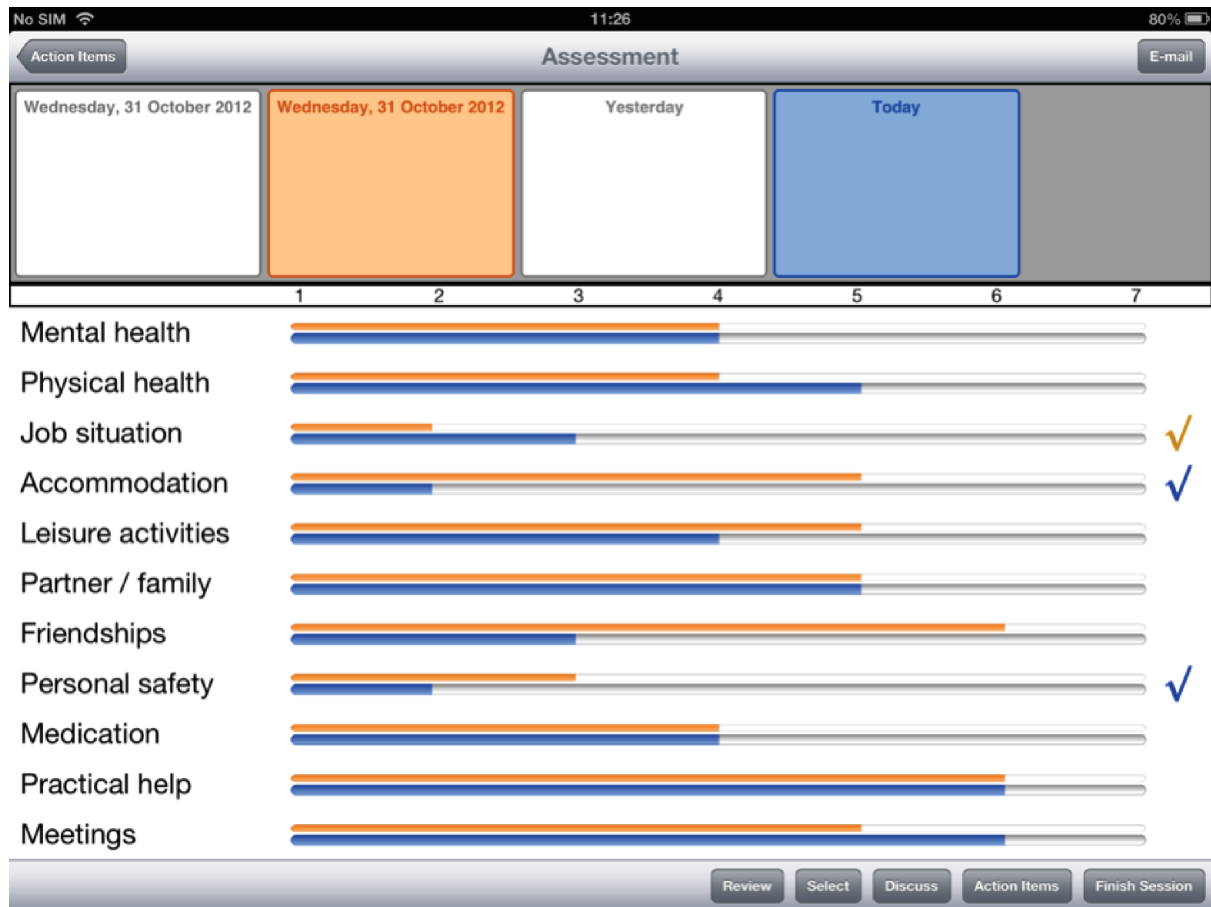 No SIM 11:26 80%
Action Items Assessment E-mail
Wednesday, 31 October 2012 Wednesday, 31 October 2012 Yesterday Today
1 2 3 4 5 6 7
Mental health
Physical health
Job situation √
Accommodation √
Leisure activities
Partner / family
Friendships
Personal safety √
Medication
Practical help
Meetings
Review Select Discuss Action Items Finish Session